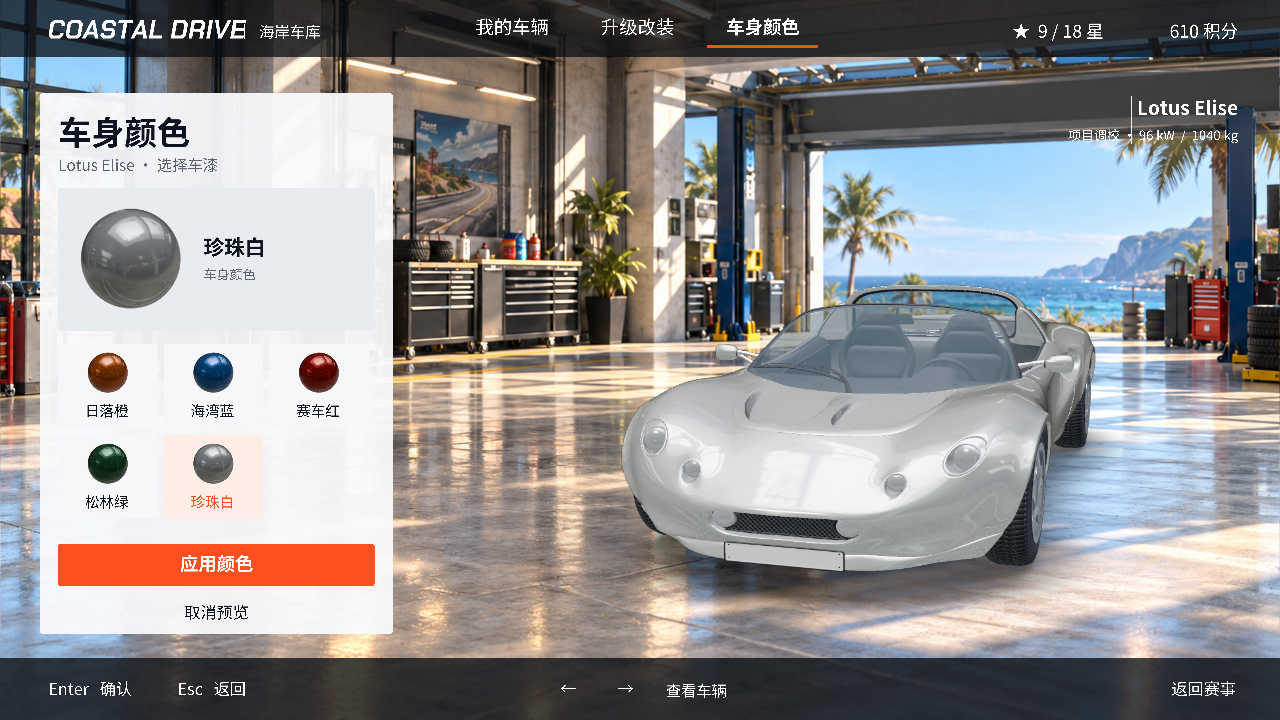 COASTAL DRIVE 海岸车库
我的车辆
升级改装
车身颜色
★ 9 / 18 星
610 积分
Lotus Elise
项目调校 · 96 kW / 1040 kg
车身颜色
Lotus Elise · 选择车漆
珍珠白
车身颜色
日落橙
海湾蓝
赛车红
松林绿
珍珠白
应用颜色
取消预览
Enter 确认
Esc 返回
← → 查看车辆
返回赛事